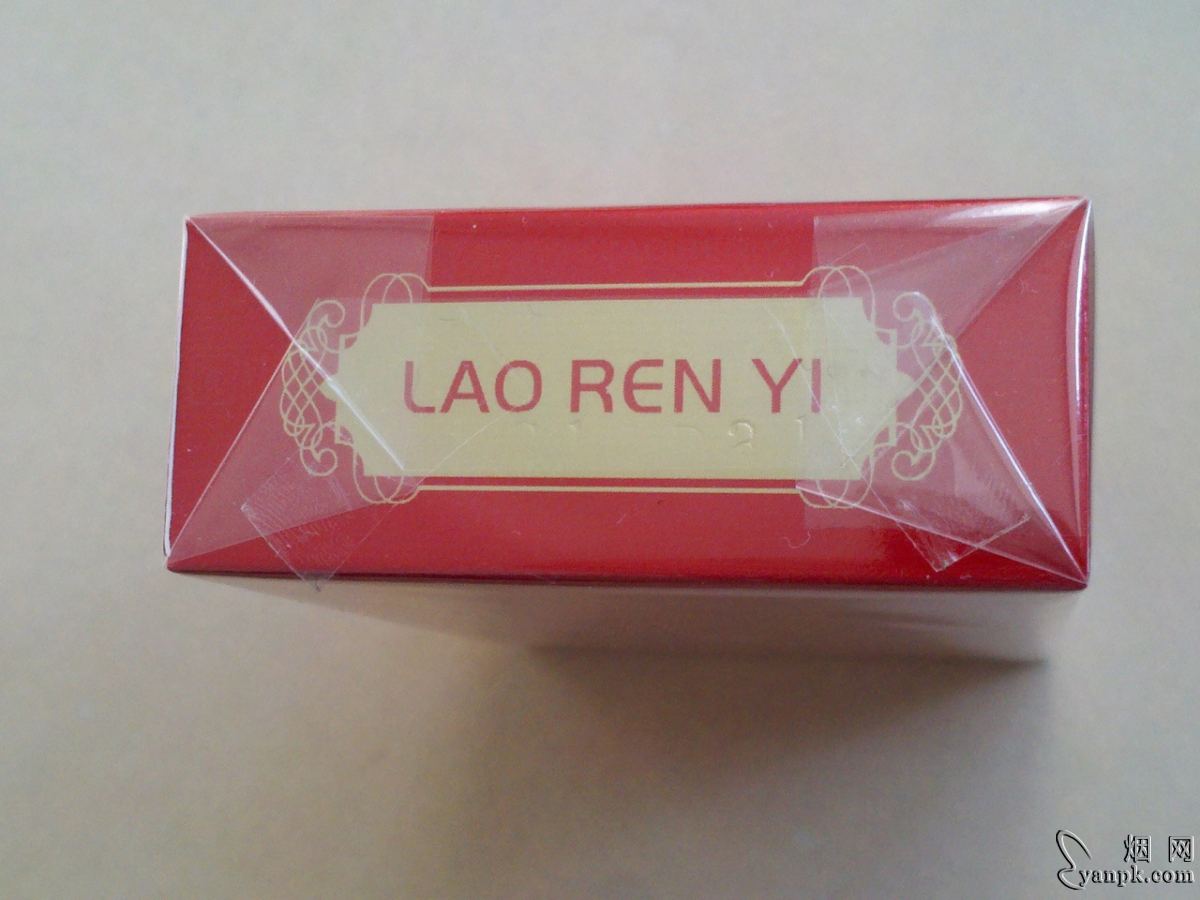 LAO REN YI
烟网
yanpk.com